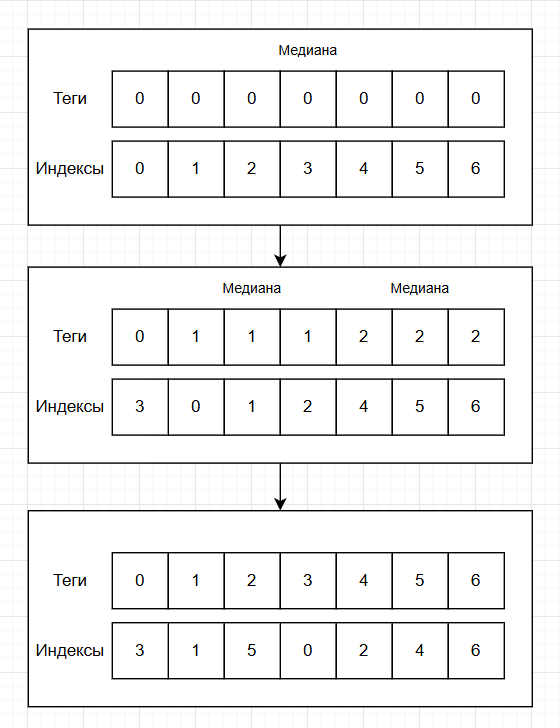 Медиана
Теги 0 0 0 0 0 0 0
Индексы 0 1 2 3 4 5 6
Медиана Медиана
Теги 0 1 1 1 2 2 2
Индексы 3 0 1 2 4 5 6
Теги 0 1 2 3 4 5 6
Индексы 3 1 5 0 2 4 6